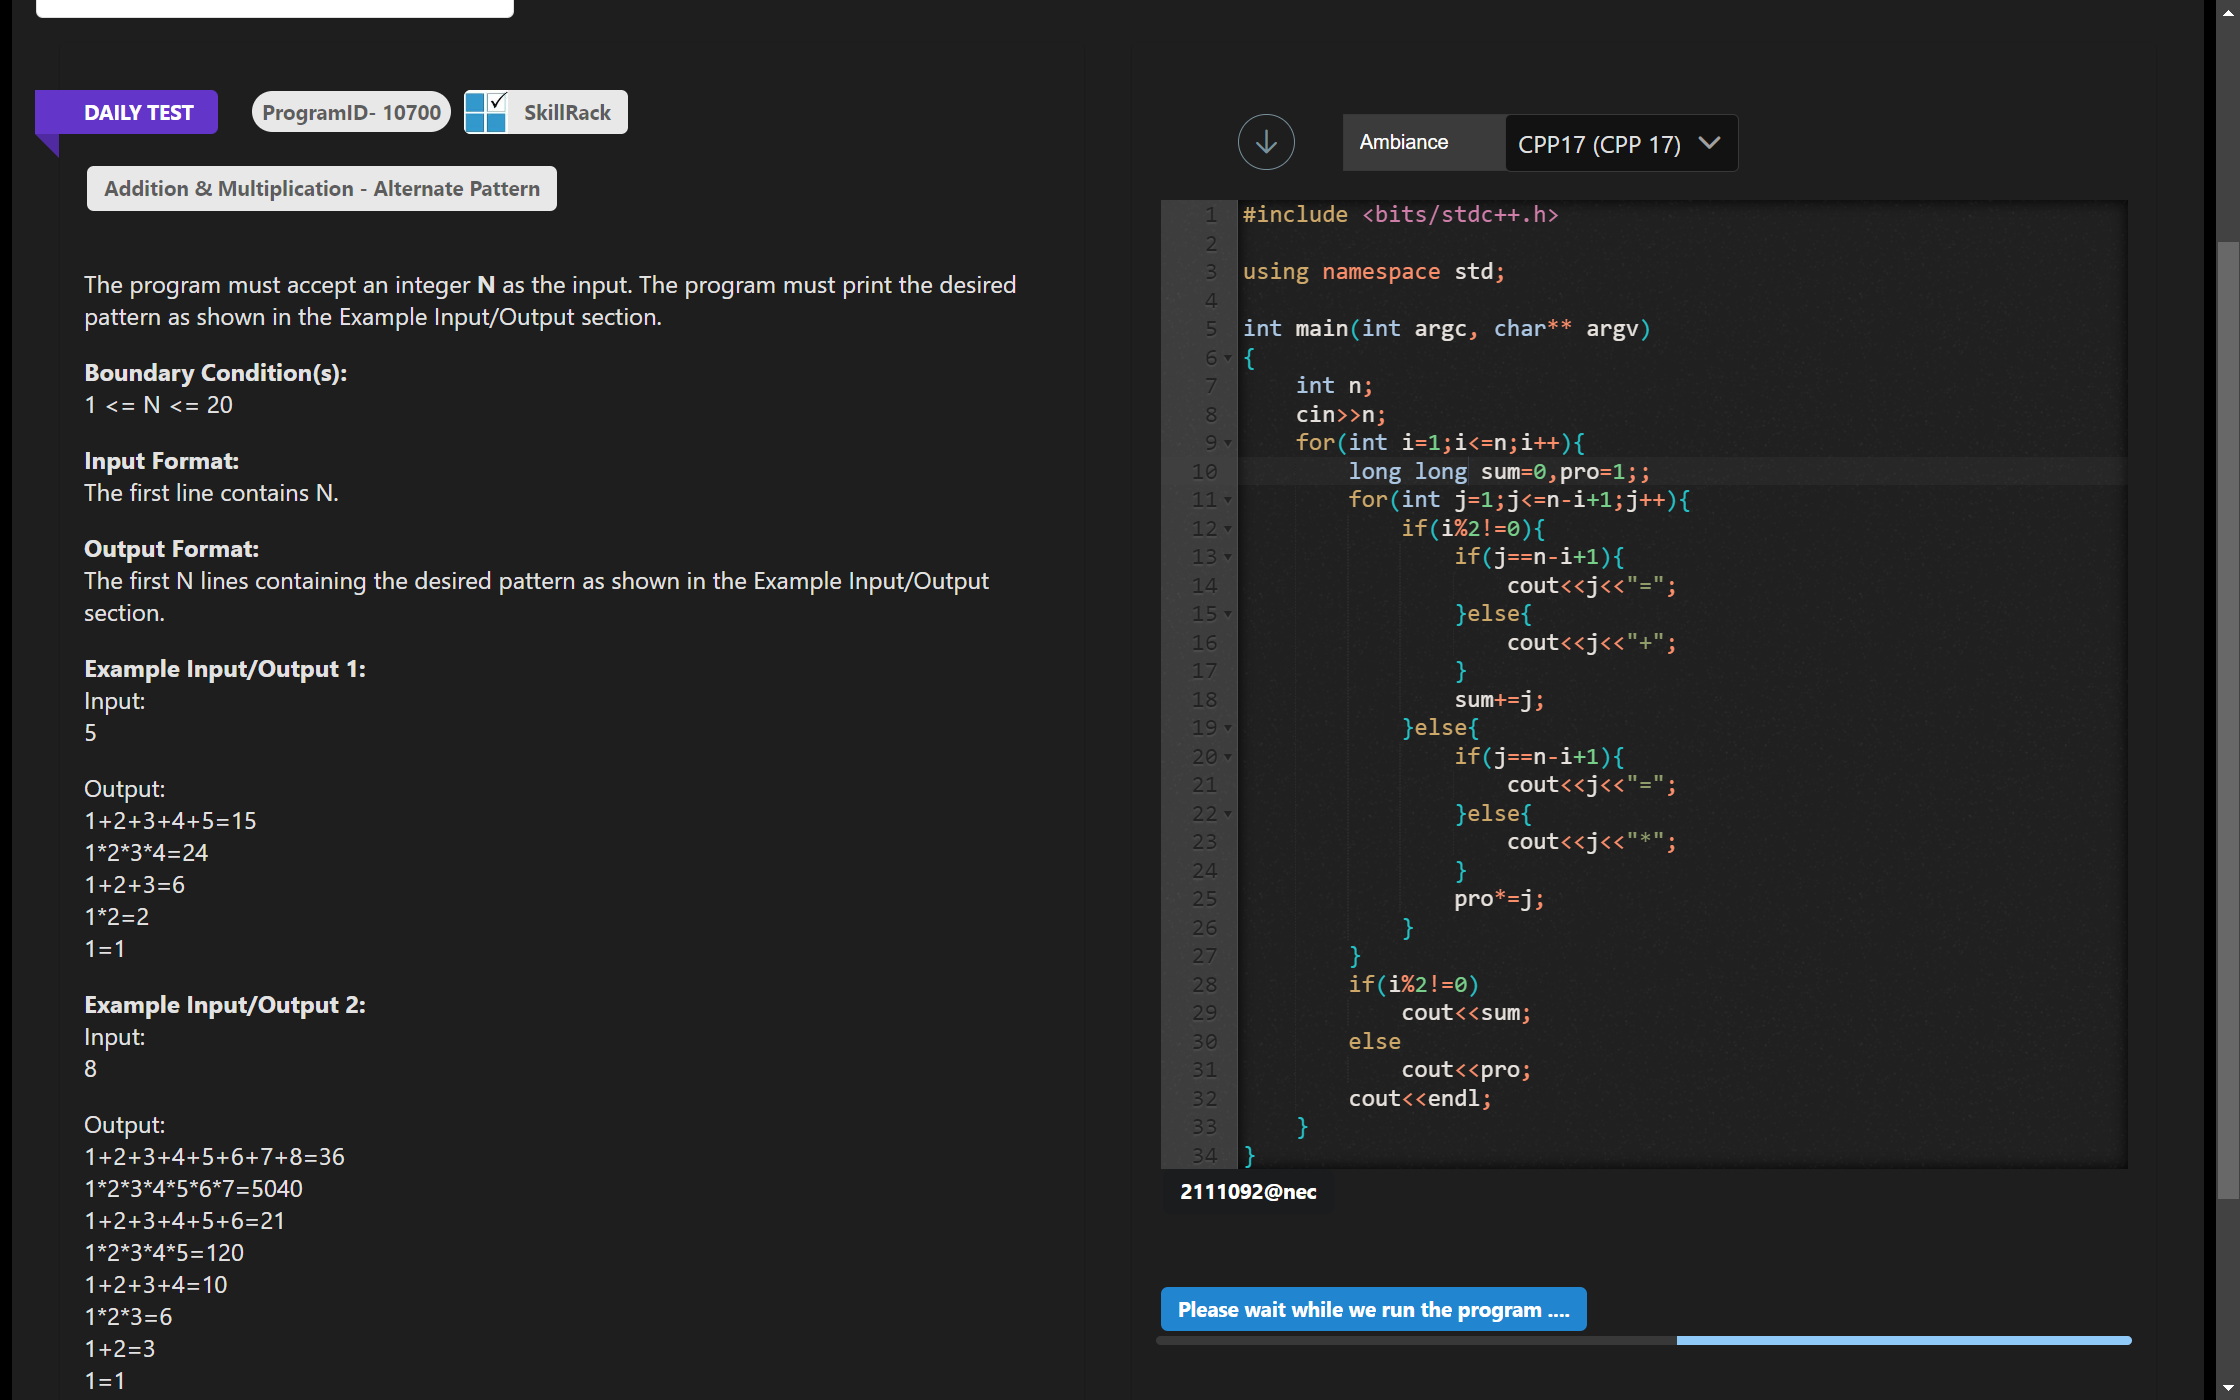 DAILY TEST
ProgramID- 10700
SkillRack
Addition & Multiplication - Alternate Pattern
The program must accept an integer N as the input. The program must print the desired
pattern as shown in the Example Input/Output section.
Boundary Condition(s):
1 <= N <= 20
Input Format:
The first line contains N.
Output Format:
The first N lines containing the desired pattern as shown in the Example Input/Output
section.
Example Input/Output 1:
Input:
5
Output:
1+2+3+4+5=15
1*2*3*4=24
1+2+3=6
1*2=2
1=1
Example Input/Output 2:
Input:
8
Output:
1+2+3+4+5+6+7+8=36
1*2*3*4*5*6*7=5040
1+2+3+4+5+6=21
1*2*3*4*5=120
1+2+3+4=10
1*2*3=6
1+2=3
1=1
Ambiance
CPP17 (CPP 17)
1 #include <bits/stdc++.h>
2
3 using namespace std;
4
5 int main(int argc, char** argv)
6 {
7     int n;
8     cin>>n;
9     for(int i=1;i<=n;i++){
10         long long sum=0,pro=1;;
11         for(int j=1;j<=n-i+1;j++){
12             if(i%2!=0){
13                 if(j==n-i+1){
14                     cout<<j<<"=";
15                 }else{
16                     cout<<j<<"+";
17                 }
18                 sum+=j;
19             }else{
20                 if(j==n-i+1){
21                     cout<<j<<"=";
22                 }else{
23                     cout<<j<<"*";
24                 }
25                 pro*=j;
26             }
27         }
28         if(i%2!=0)
29             cout<<sum;
30         else
31             cout<<pro;
32         cout<<endl;
33     }
34 }
2111092@nec
Please wait while we run the program ....